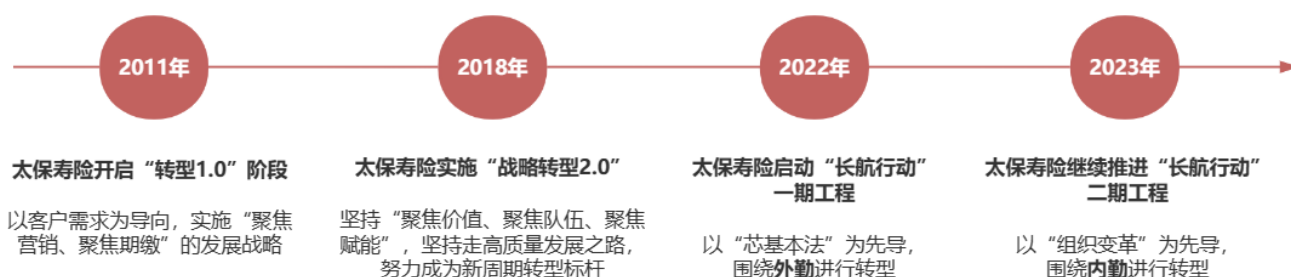 2011年
2018年
2022年
2023年
太保寿险开启“转型1.0”阶段
以客户需求为导向，实施“聚焦
营销、聚焦期缴”的发展战略
太保寿险实施“战略转型2.0”
坚持“聚焦价值、聚焦队伍、聚焦
赋能”，坚持走高质量发展之路，
努力成为新周期转型标杆
太保寿险启动“长航行动”
一期工程
以“芯基本法”为先导，
围绕外勤进行转型
太保寿险继续推进“长航行动”
二期工程
以“组织变革”为先导，
围绕内勤进行转型